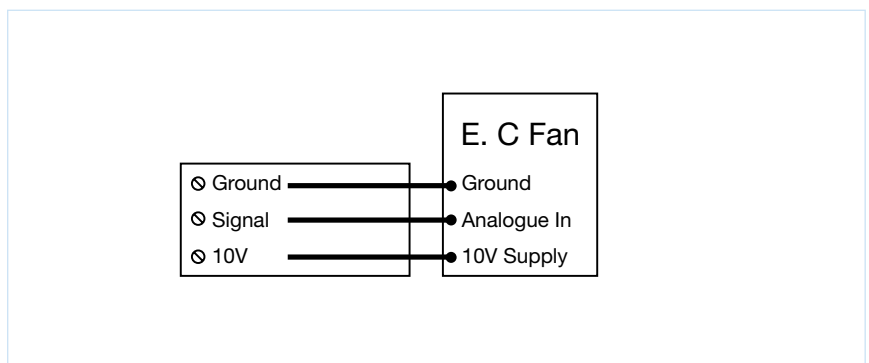 E. C Fan
Ground
Signal
10V
Ground
Analogue In
10V Supply